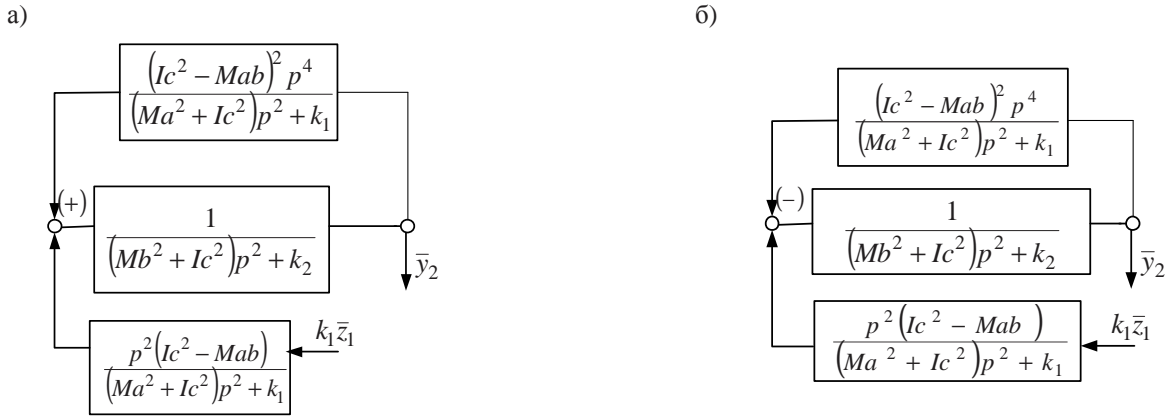 а)
(Ic² − Mab)² p⁴
(Ma² + Ic²)p² + k₁
(+)
1
(Mb² + Ic²)p² + k₂
y̅₂
p²(Ic² − Mab)
(Ma² + Ic²)p² + k₁
k₁z̅₁
б)
(Ic² − Mab)² p⁴
(Ma² + Ic²)p² + k₁
(−)
1
(Mb² + Ic²)p² + k₂
y̅₂
p²(Ic² − Mab)
(Ma² + Ic²)p² + k₁
k₁z̅₁